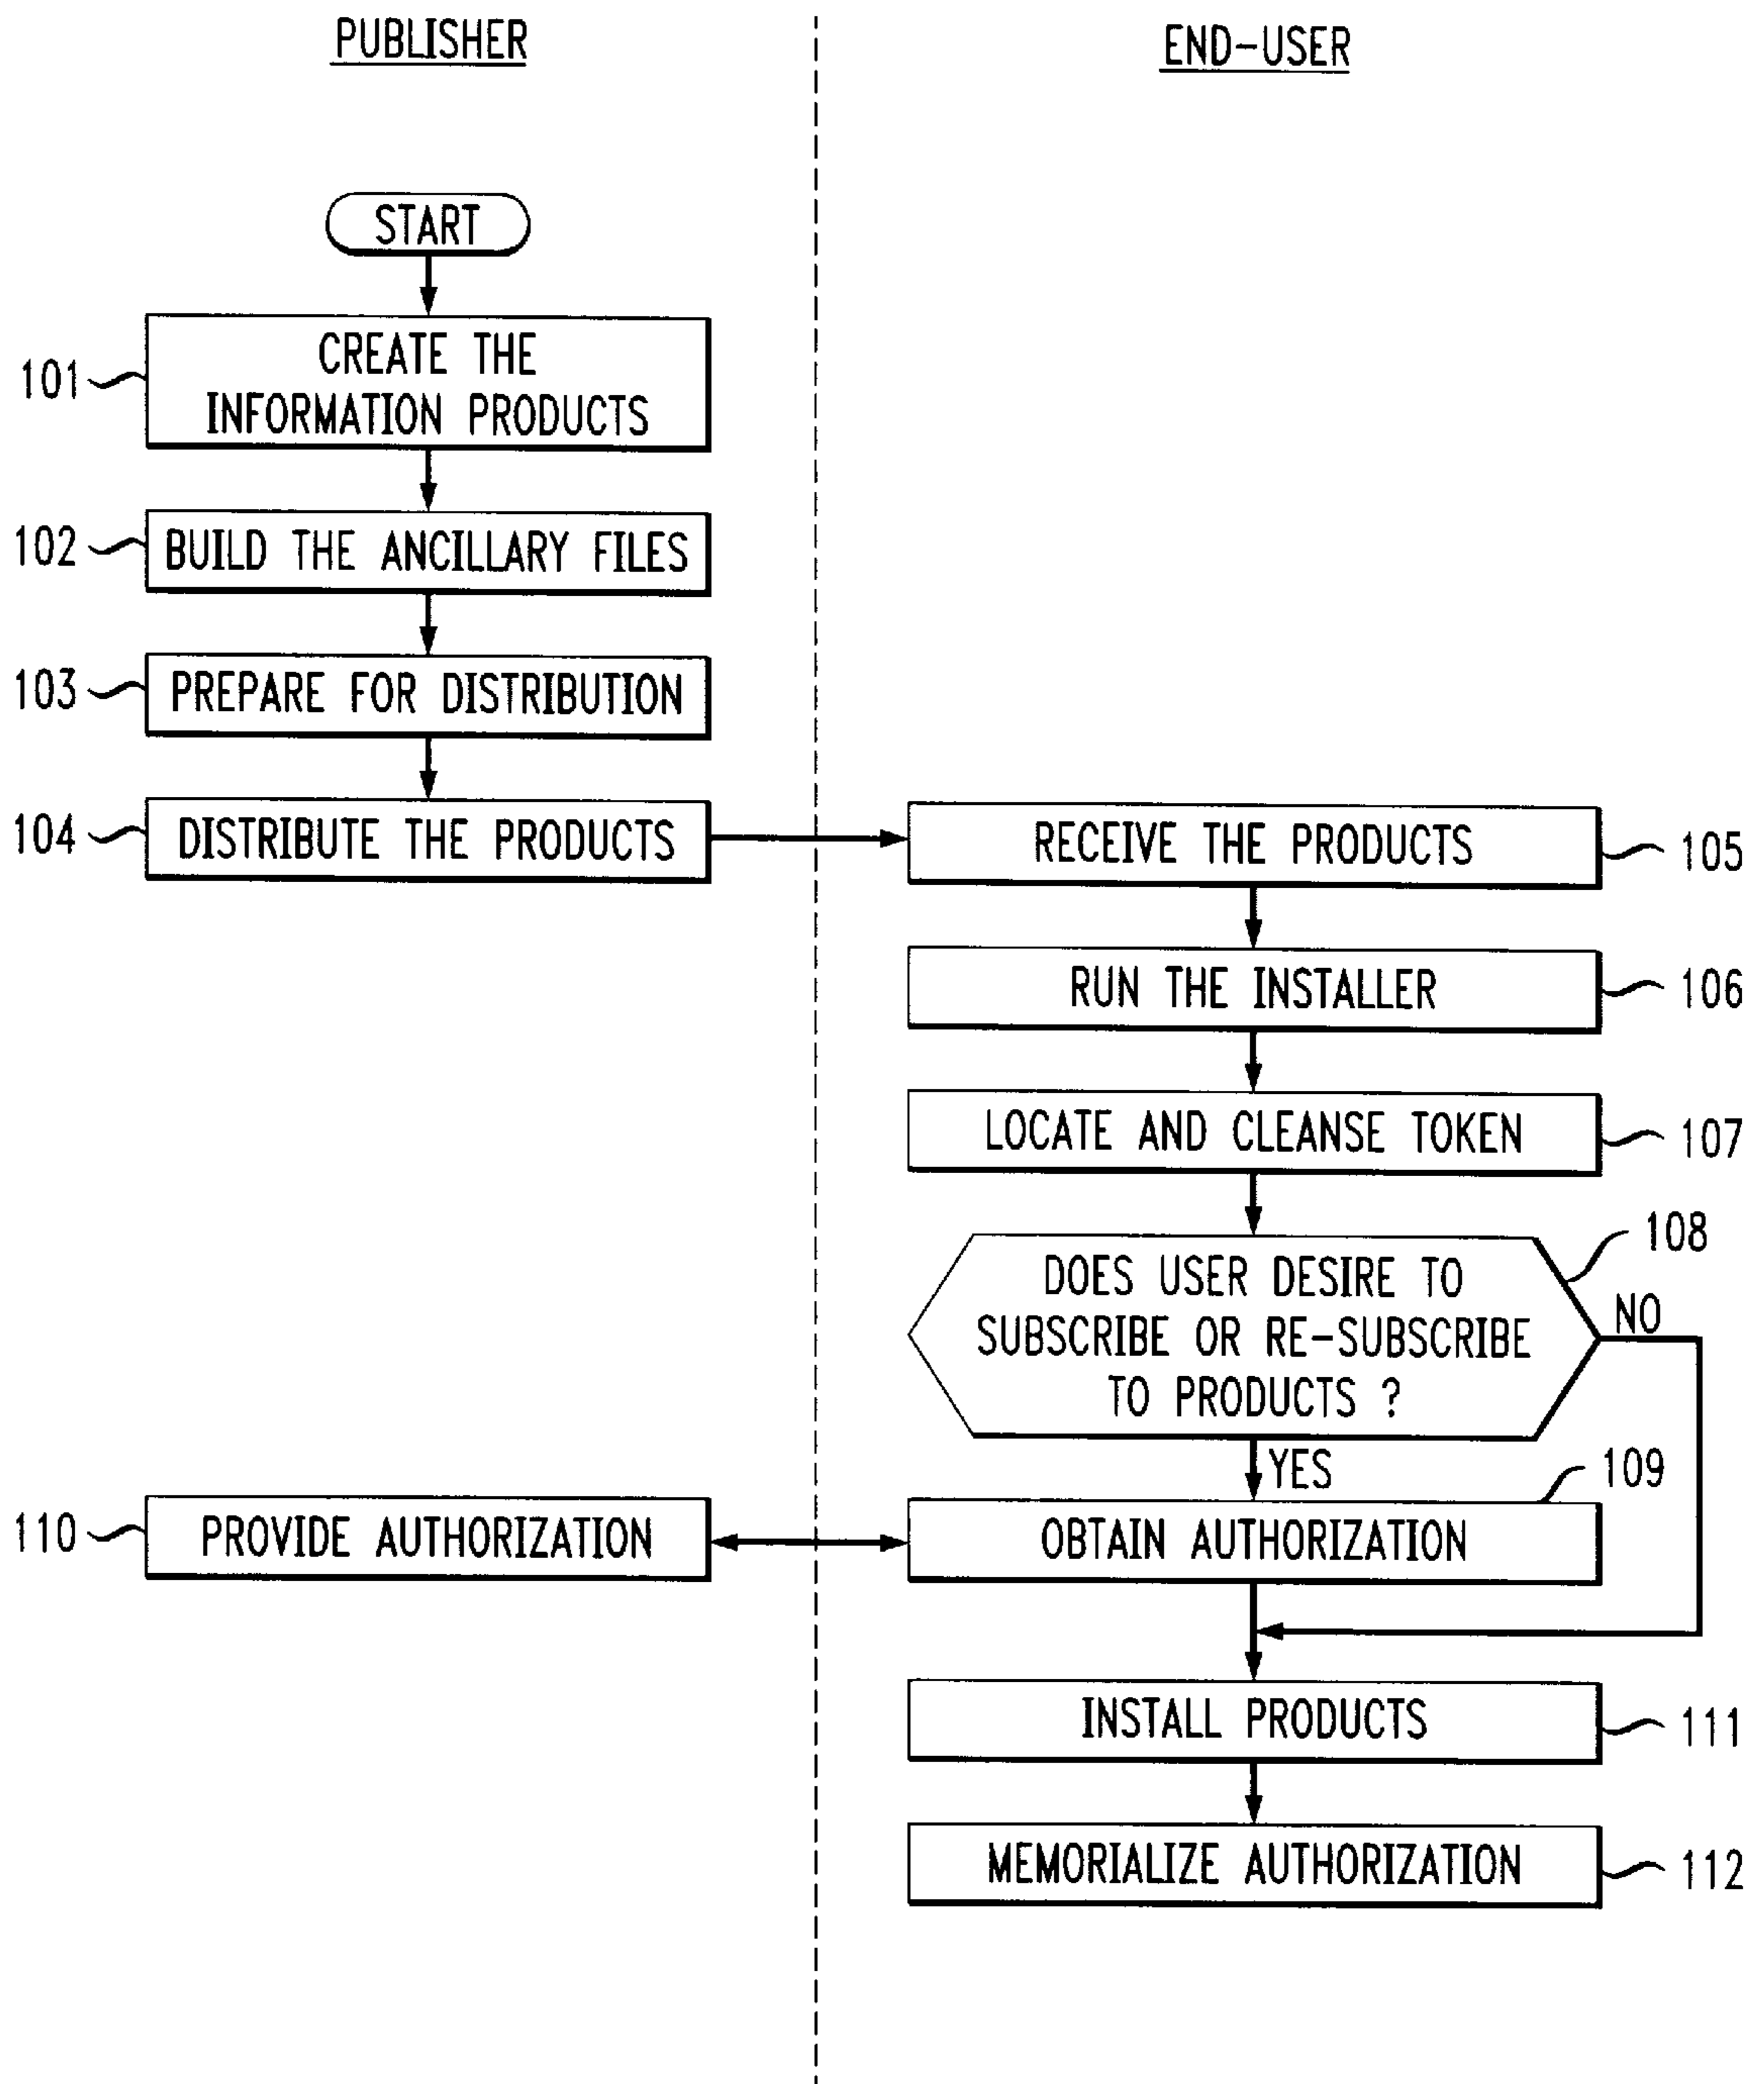 PUBLISHER
END-USER
START
101
CREATE THE
INFORMATION PRODUCTS
102
BUILD THE ANCILLARY FILES
103
PREPARE FOR DISTRIBUTION
104
DISTRIBUTE THE PRODUCTS
RECEIVE THE PRODUCTS
105
RUN THE INSTALLER
106
LOCATE AND CLEANSE TOKEN
107
108
DOES USER DESIRE TO
SUBSCRIBE OR RE-SUBSCRIBE
TO PRODUCTS ?
NO
YES
109
110
PROVIDE AUTHORIZATION
OBTAIN AUTHORIZATION
INSTALL PRODUCTS
111
MEMORIALIZE AUTHORIZATION
112